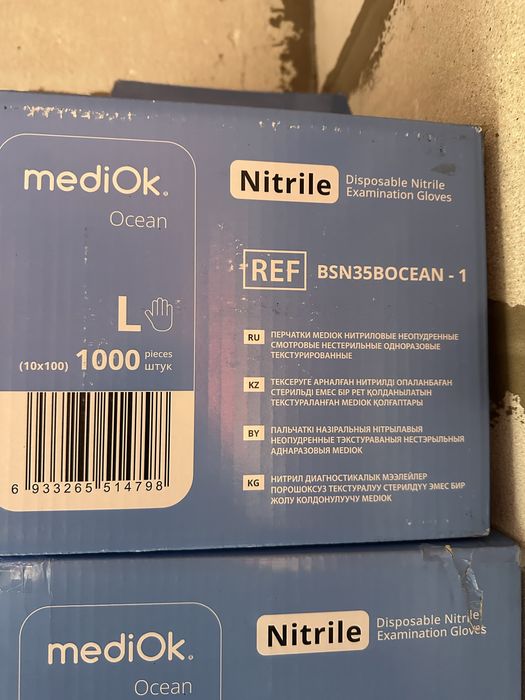 mediOk®
Ocean
L
(10x100) 1000 pieces
штук
6 933265 514798
Nitrile Disposable Nitrile
Examination Gloves
REF BSN35BOCEAN - 1
RU ПЕРЧАТКИ MEDIOK НИТРИЛОВЫЕ НЕОПУДРЕННЫЕ
СМОТРОВЫЕ НЕСТЕРИЛЬНЫЕ ОДНОРАЗОВЫЕ
ТЕКСТУРИРОВАННЫЕ
KZ ТЕКСЕРУГЕ АРНАЛҒАН НИТРИЛДІ ОПАЛАНБАҒАН
СТЕРИЛЬДІ ЕМЕС БІР РЕТ ҚОЛДАНЫЛАТЫН
ТЕКСТУРАЛАНҒАН MEDIOK ҚОЛҒАПТАРЫ
BY ПАЛЬЧАТКІ НАЗІРАЛЬНЫЯ НІТРЫЛАВЫЯ
НЕОПУДРЕННЫЕ ТЭКСТУРАВАНЫЯ НЕСТЭРЫЛЬНЫЯ
АДНАРАЗОВЫЯ MEDIOK
KG НИТРИЛ ДИАГНОСТИКАЛЫК МЭЭЛЕЙЛЕР
ПОРОШОКСУЗ ТЕКСТУРАЛУУ СТЕРИЛДҮҮ ЭМЕС БИР
ЖОЛУ КОЛДОНУЛУУЧУ MEDIOK
mediOk®
Ocean
Nitrile Disposable Nitrile
Examination Gloves